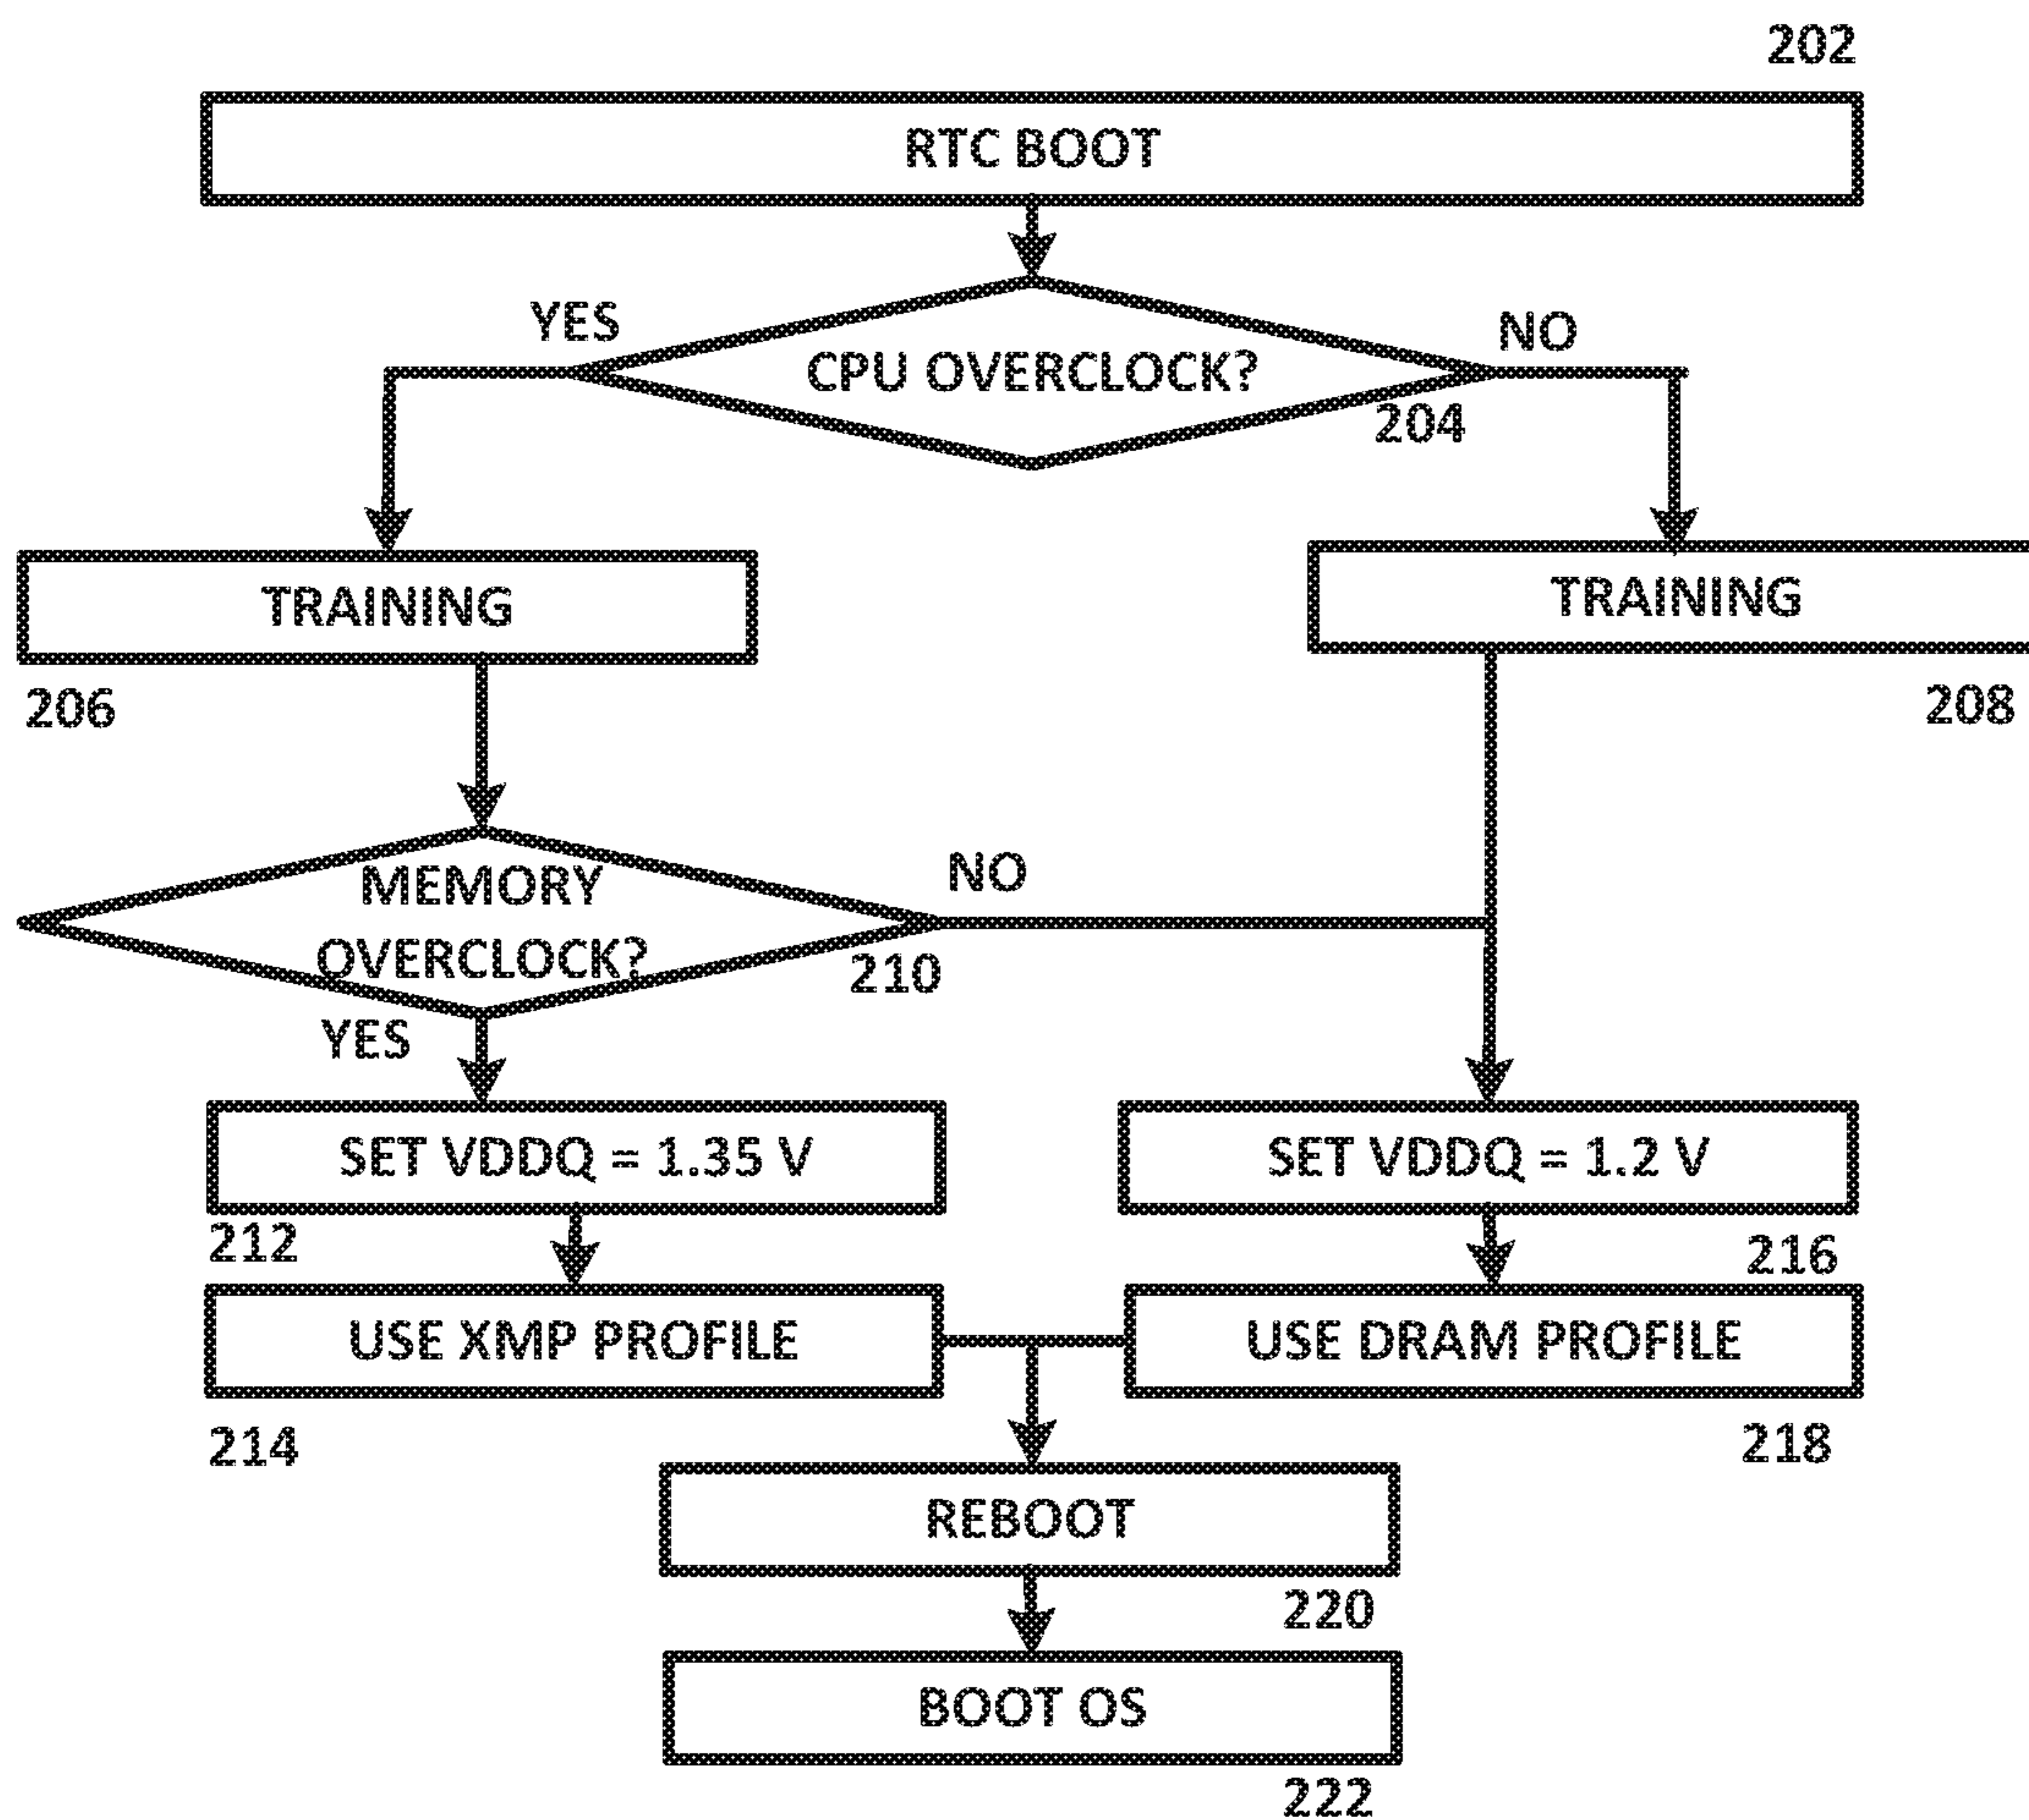 202
RTC BOOT
YES
NO
CPU OVERCLOCK?
204
TRAINING
TRAINING
206
208
MEMORY
OVERCLOCK?
NO
210
YES
SET VDDQ = 1.35 V
SET VDDQ = 1.2 V
212
216
USE XMP PROFILE
USE DRAM PROFILE
214
218
REBOOT
220
BOOT OS
222